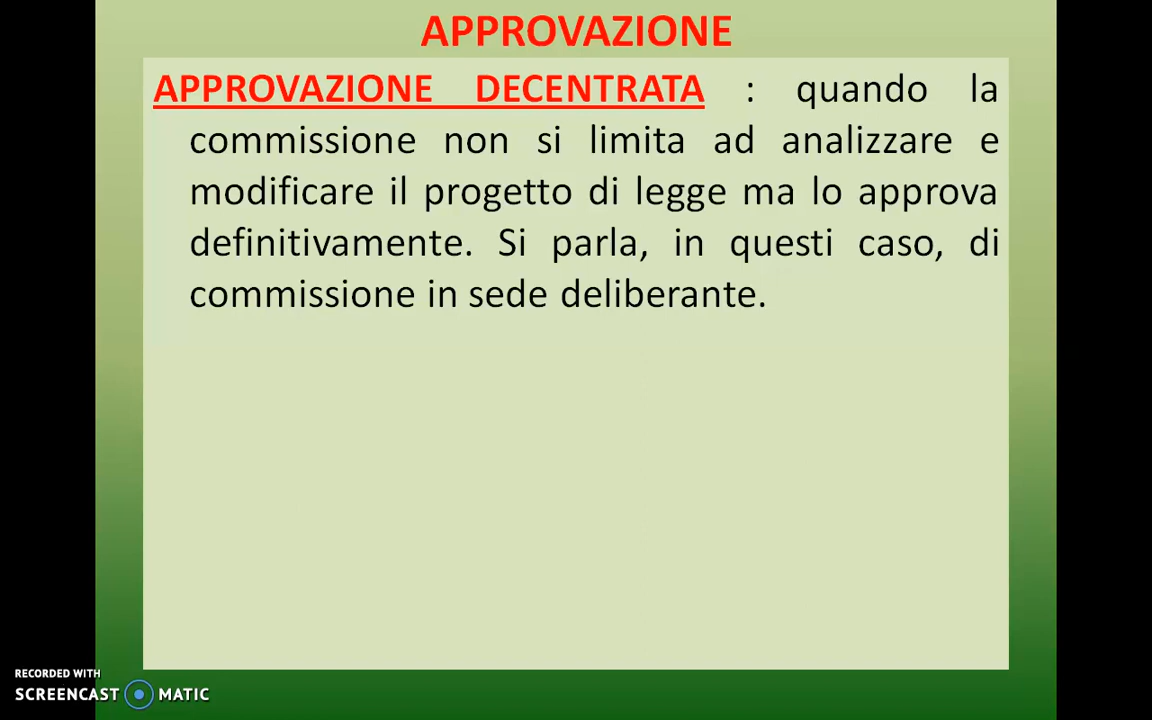 APPROVAZIONE
APPROVAZIONE DECENTRATA : quando la
commissione non si limita ad analizzare e
modificare il progetto di legge ma lo approva
definitivamente. Si parla, in questi caso, di
commissione in sede deliberante.
RECORDED WITH
SCREENCAST MATIC